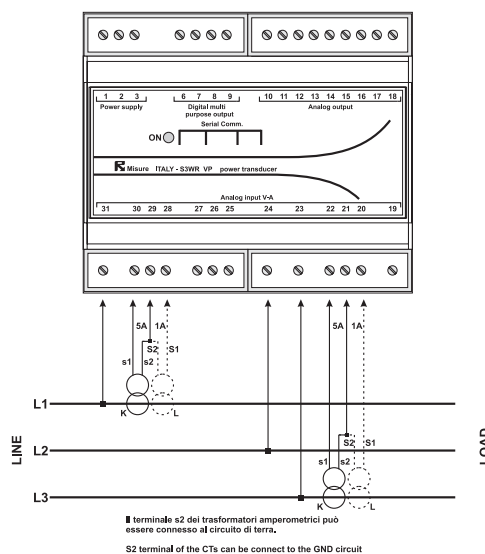 1 2 3 6 7 8 9 10 11 12 13 14 15 16 17 18
Power supply Digital multi purpose output Analog output
Serial Comm.
ON
R Misure ITALY - S3WR VP power transducer
Analog input V-A
31 30 29 28 27 26 25 24 23 22 21 20 19
5A 1A 5A 1A
S2 S1
s1 s2
L1
K L
LINE
LOAD
L2
S2 S1
s1 s2
L3
K L
Il terminale s2 dei trasformatori amperometrici può
essere connesso al circuito di terra.
S2 terminal of the CTs can be connect to the GND circuit